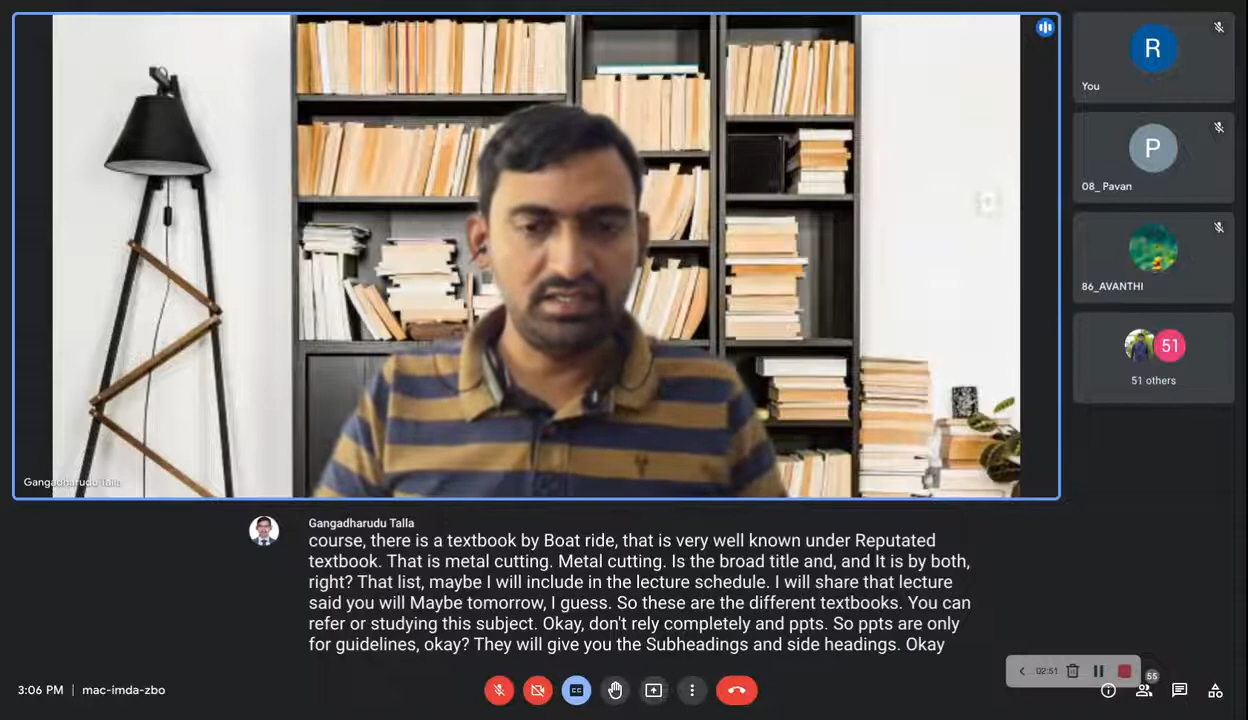 R
You
P
08_ Pavan
86_AVANTHI
51
51 others
Gangadharudu Talla
Gangadharudu Talla
course, there is a textbook by Boat ride, that is very well known under Reputated
textbook. That is metal cutting. Metal cutting. Is the broad title and, and It is by both,
right? That list, maybe I will include in the lecture schedule. I will share that lecture
said you will Maybe tomorrow, I guess. So these are the different textbooks. You can
refer or studying this subject. Okay, don't rely completely and ppts. So ppts are only
for guidelines, okay? They will give you the Subheadings and side headings. Okay
02:51
3:06 PM | mac-imda-zbo
CC
55